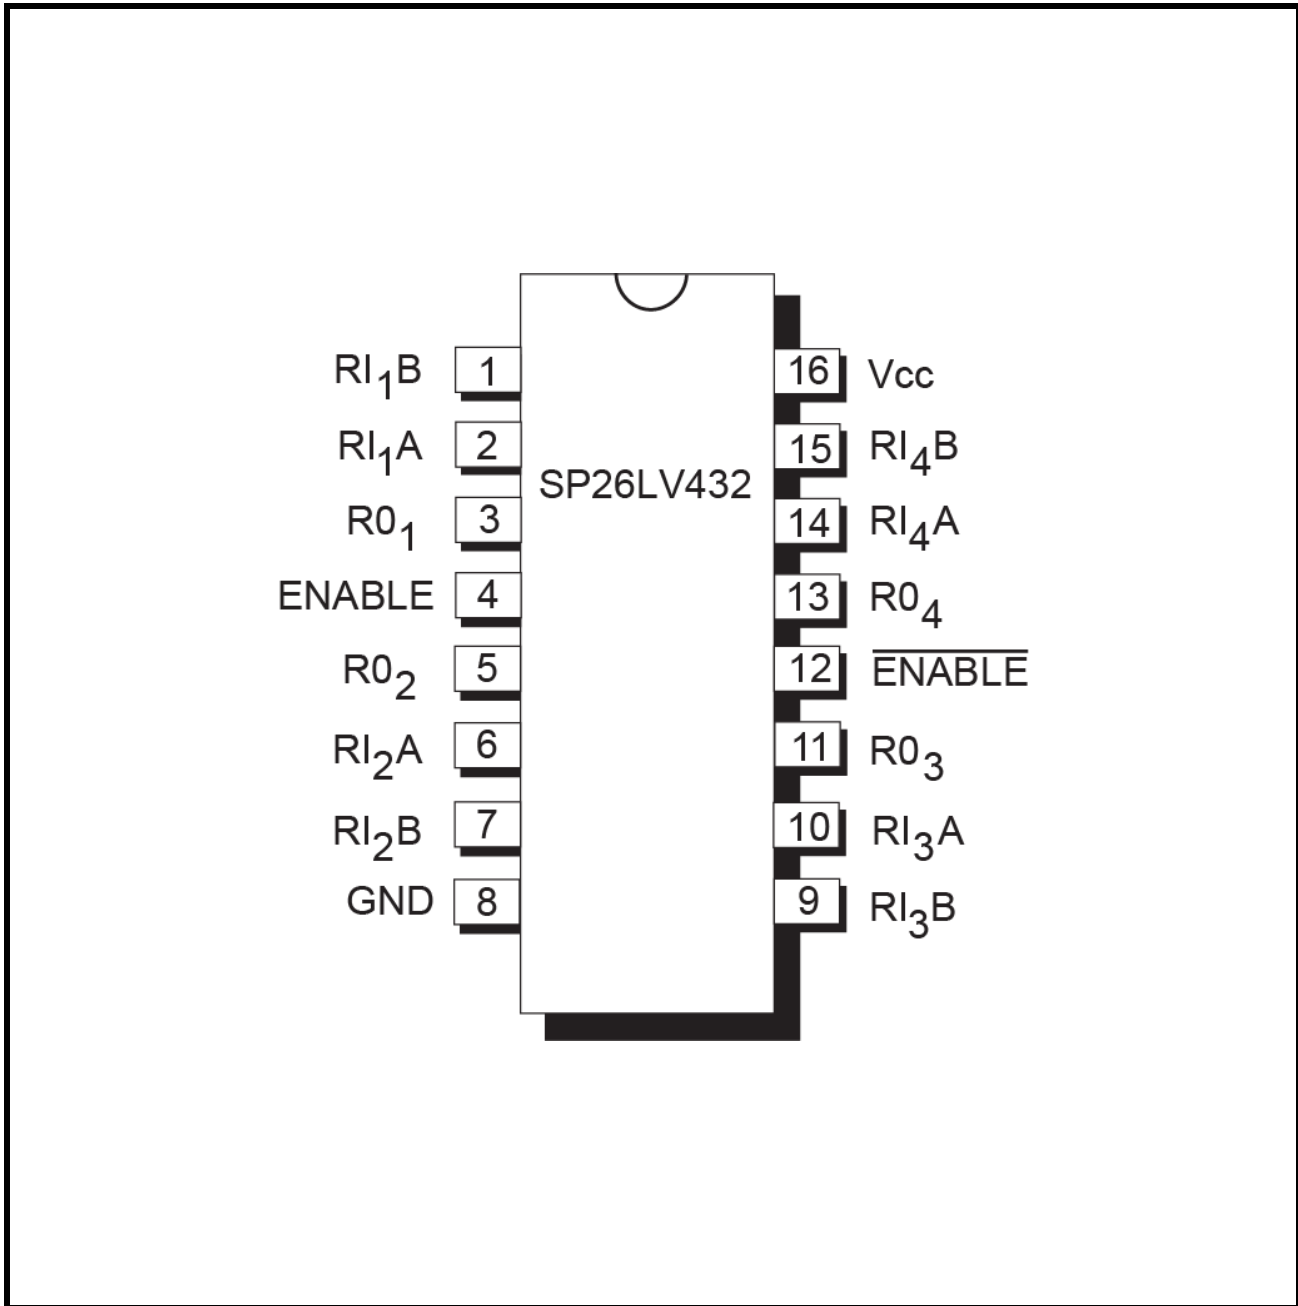 RI1B 1
RI1A 2
R01 3
ENABLE 4
R02 5
RI2A 6
RI2B 7
GND 8
SP26LV432
16 Vcc
15 RI4B
14 RI4A
13 R04
12 E̅N̅A̅B̅L̅E̅
11 R03
10 RI3A
9 RI3B